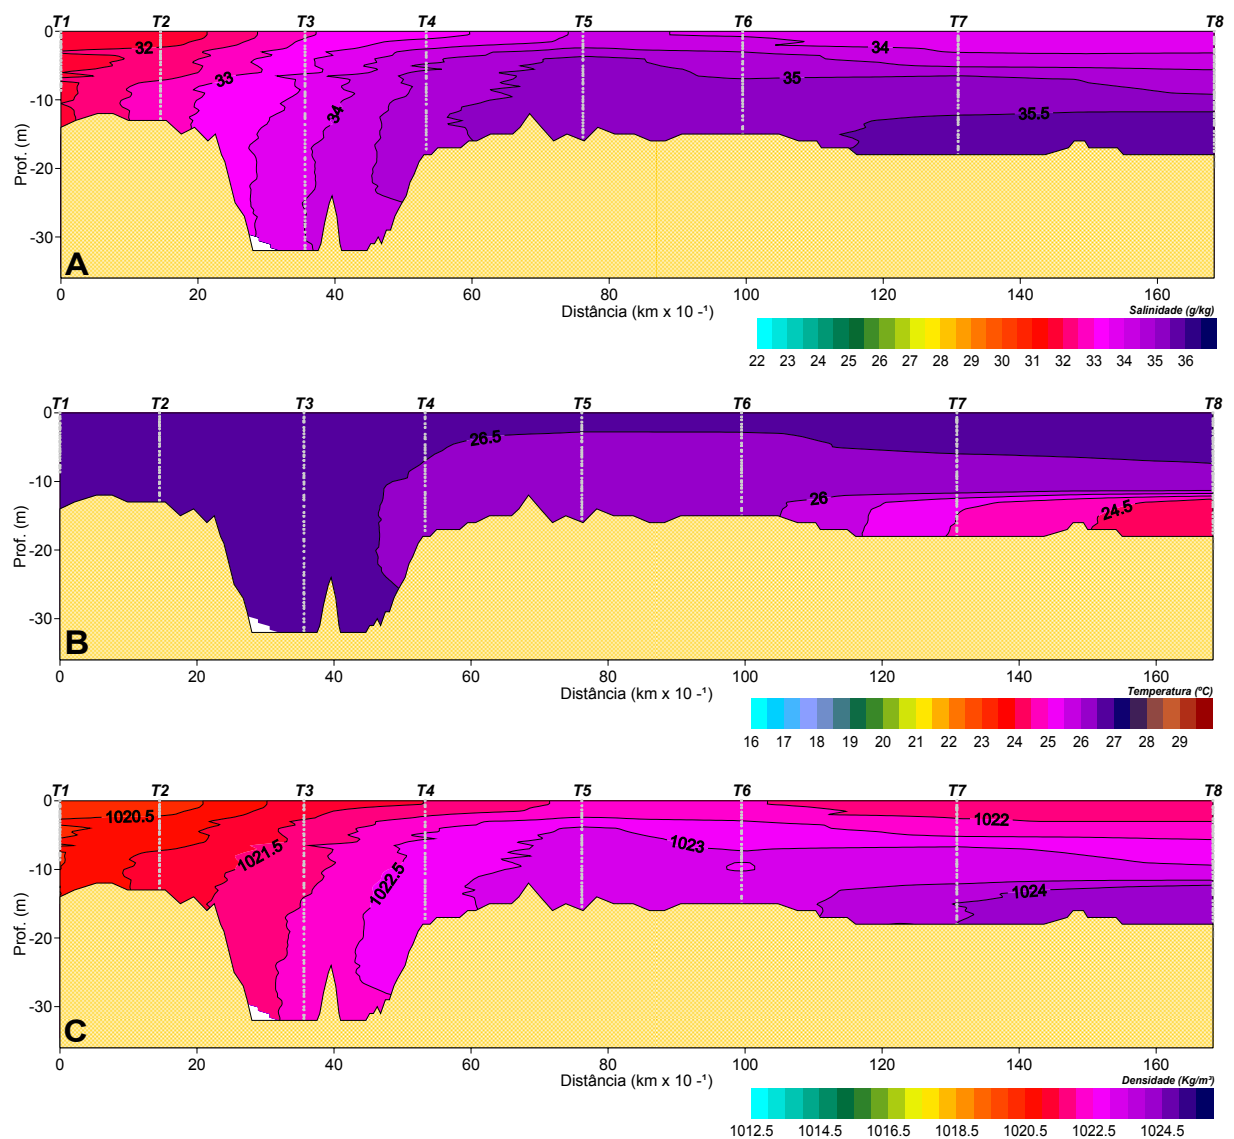 T1 T2 T3 T4 T5 T6 T7 T8
0
32
34
33
35
-10
34
35.5
Prof. (m)
-20
-30
A
0 20 40 60 80 100 120 140 160
Distância (km x 10 -¹)
Salinidade (g/kg)
22 23 24 25 26 27 28 29 30 31 32 33 34 35 36
T1 T2 T3 T4 T5 T6 T7 T8
0
26.5
-10
26
24.5
Prof. (m)
-20
-30
B
0 20 40 60 80 100 120 140 160
Distância (km x 10 -¹)
Temperatura (ºC)
16 17 18 19 20 21 22 23 24 25 26 27 28 29
T1 T2 T3 T4 T5 T6 T7 T8
0
1020.5
1022
1023
1021.5
-10
1022.5
1024
Prof. (m)
-20
-30
C
0 20 40 60 80 100 120 140 160
Distância (km x 10 -¹)
Densidade (Kg/m³)
1012.5 1014.5 1016.5 1018.5 1020.5 1022.5 1024.5